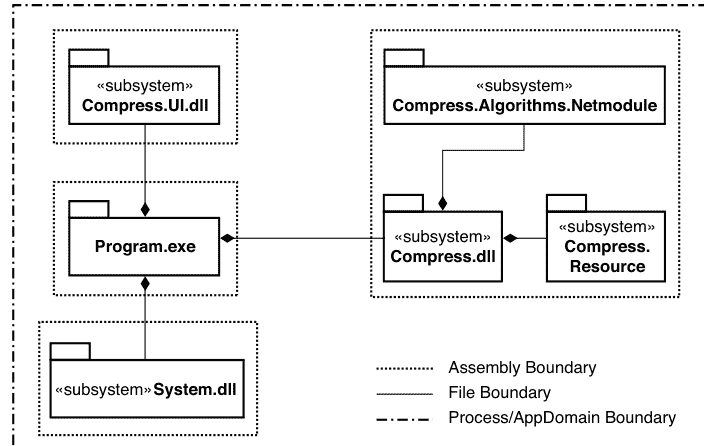 «subsystem»
Compress.UI.dll
«subsystem»
Compress.Algorithms.Netmodule
Program.exe
«subsystem»
Compress.dll
«subsystem»
Compress.
Resource
«subsystem» System.dll
Assembly Boundary
File Boundary
Process/AppDomain Boundary